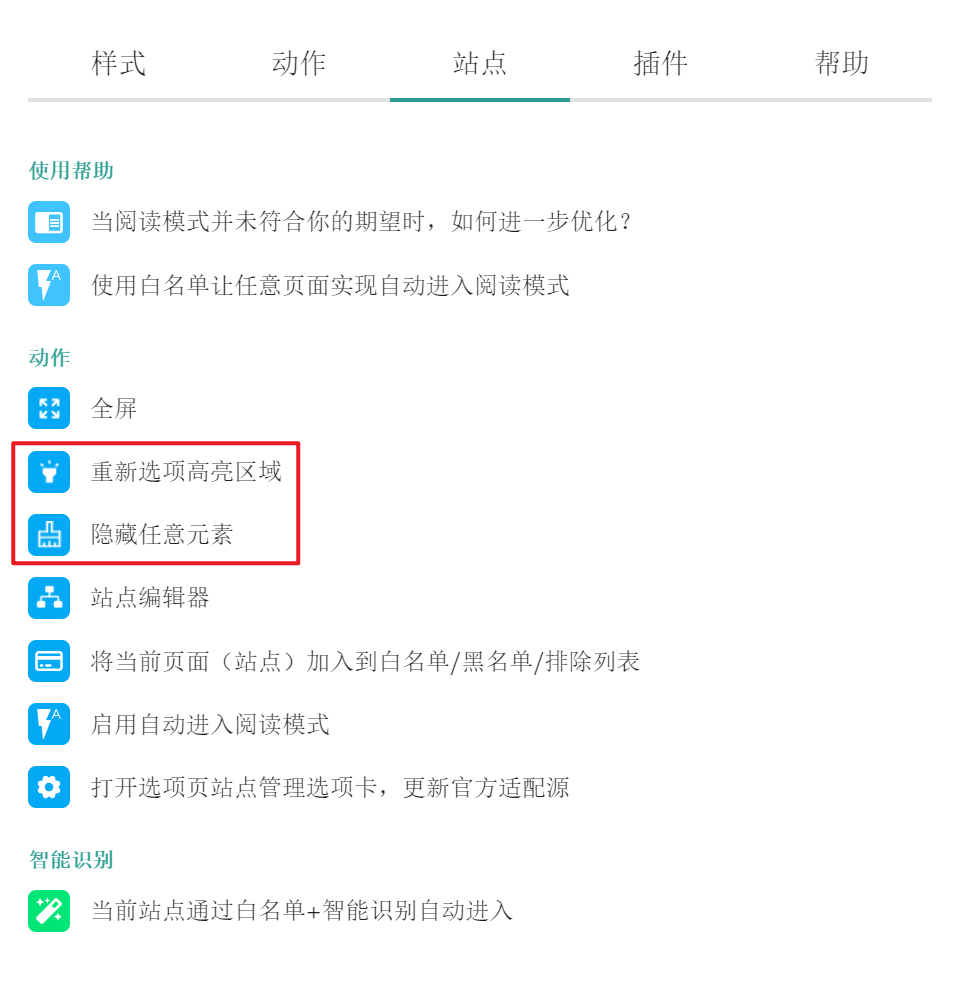 样式 动作 站点 插件 帮助
使用帮助
当阅读模式并未符合你的期望时，如何进一步优化？
使用白名单让任意页面实现自动进入阅读模式
动作
全屏
重新选项高亮区域
隐藏任意元素
站点编辑器
将当前页面（站点）加入到白名单/黑名单/排除列表
启用自动进入阅读模式
打开选项页站点管理选项卡，更新官方适配源
智能识别
当前站点通过白名单+智能识别自动进入